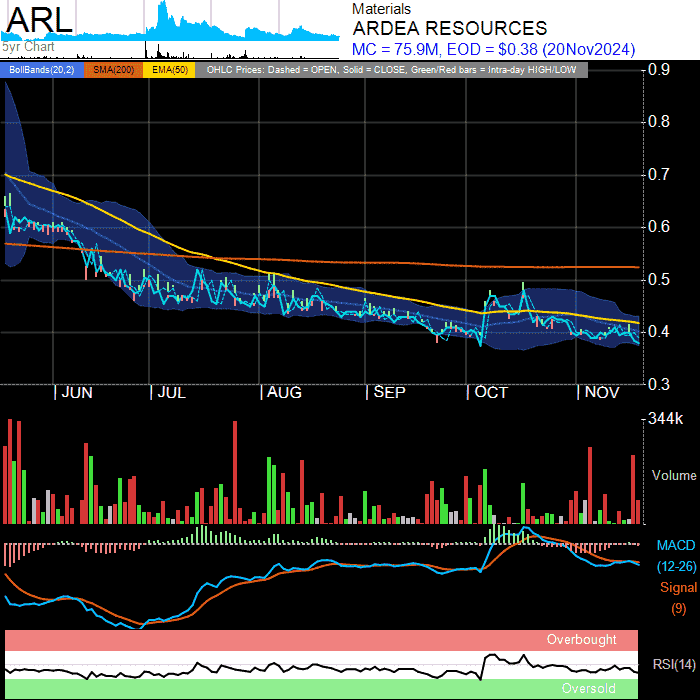 ARL
5yr Chart
Materials
ARDEA RESOURCES
MC = 75.9M, EOD = $0.38 (20Nov2024)
BollBands(20,2) SMA(200) EMA(50) OHLC Prices: Dashed = OPEN, Solid = CLOSE, Green/Red bars = Intra-day HIGH/LOW
0.9
0.8
0.7
0.6
0.5
0.4
0.3
| JUN | JUL | AUG | SEP | OCT | NOV
344k
Volume
MACD
(12-26)
Signal
(9)
Overbought
RSI(14)
Oversold